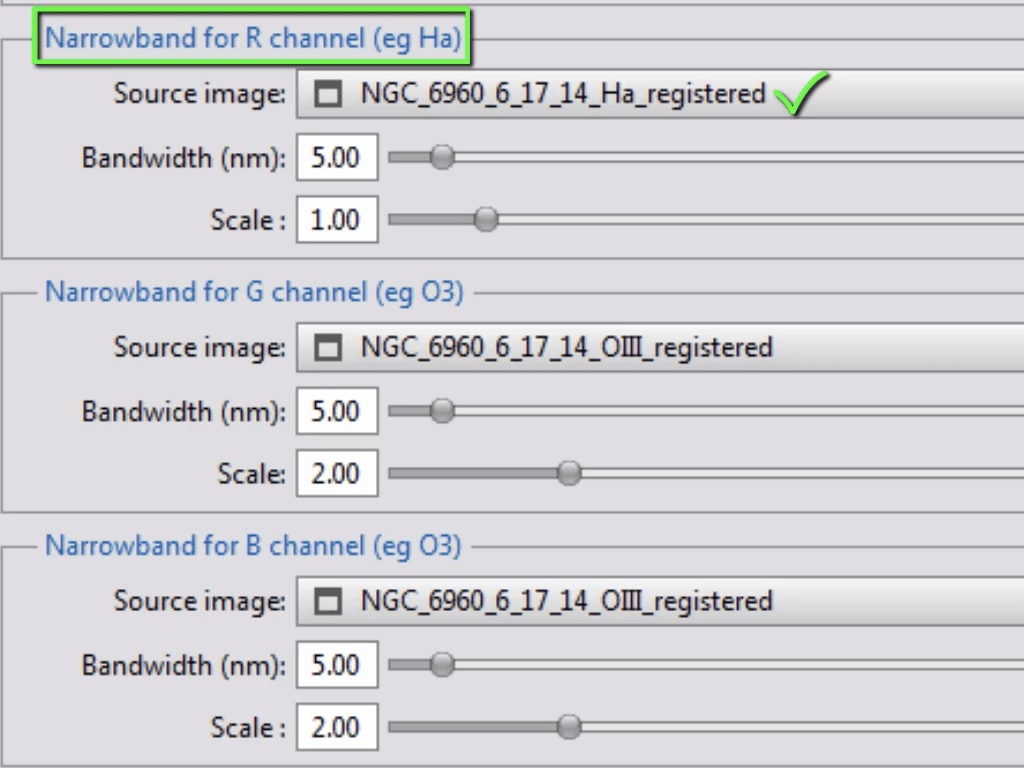 Narrowband for R channel (eg Ha)
Source image: NGC_6960_6_17_14_Ha_registered
Bandwidth (nm): 5.00
Scale : 1.00
Narrowband for G channel (eg O3)
Source image: NGC_6960_6_17_14_OIII_registered
Bandwidth (nm): 5.00
Scale: 2.00
Narrowband for B channel (eg O3)
Source image: NGC_6960_6_17_14_OIII_registered
Bandwidth (nm): 5.00
Scale : 2.00